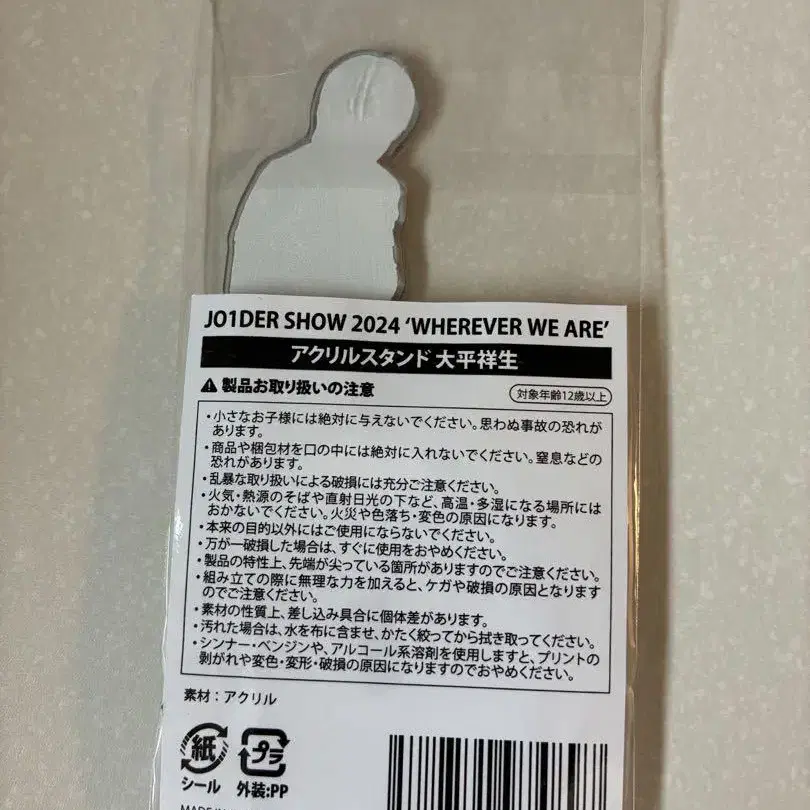 JO1DER SHOW 2024 ‘WHEREVER WE ARE’
アクリルスタンド 大平祥生
製品お取り扱いの注意
対象年齢12歳以上
・小さなお子様には絶対に与えないでください。思わぬ事故の恐れが
あります。
・商品や梱包材を口の中には絶対に入れないでください。窒息などの
恐れがあります。
・乱暴な取り扱いによる破損には充分ご注意ください。
・火気・熱源のそばや直射日光の下など、高温・多湿になる場所には
おかないでください。火災や色落ち・変色の原因になります。
・本来の目的以外にはご使用にならないでください。
・万が一破損した場合は、すぐに使用をおやめください。
・製品の特性上、先端が尖っている箇所がありますのでご注意ください。
・組み立ての際に無理な力を加えると、ケガや破損の原因となります
のでご注意ください。
・素材の性質上、差し込み具合に個体差があります。
・汚れた場合は、水を布に含ませ、かたく絞ってから拭き取ってください。
・シンナー・ベンジンや、アルコール系溶剤を使用しますと、プリントの
剥がれや変色・変形・破損の原因になりますのでおやめください。
素材：アクリル
紙
プラ
シール
外装:PP